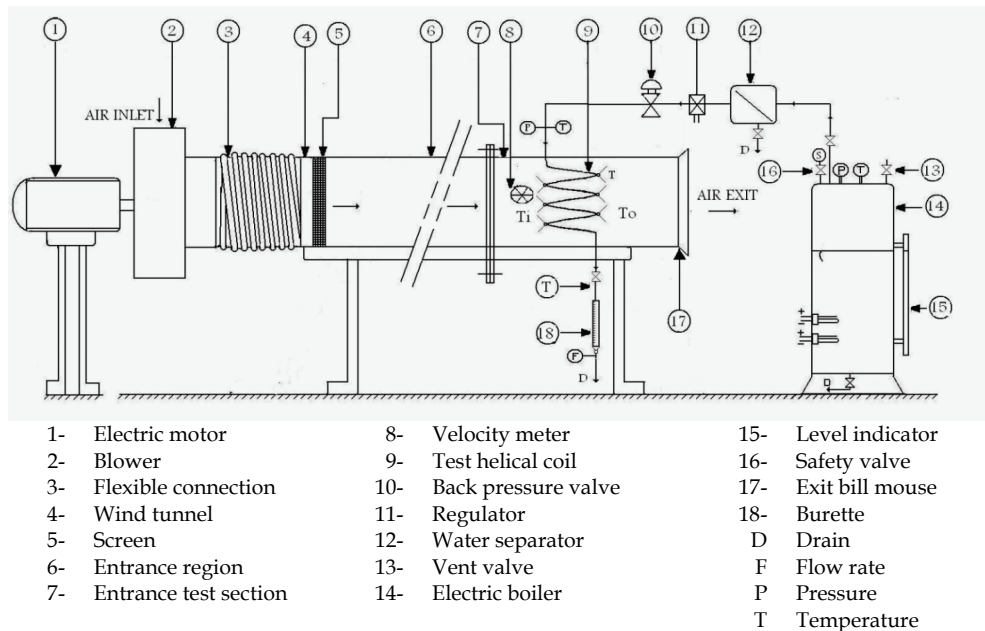 1 2 3 4 5 6 7 8 9 10 11 12
AIR INLET
P T
D
S P T
16 13
T
AIR EXIT
14
Ti To
T
15
18
17
F
D
+
−
+
−
D
1- Electric motor
2- Blower
3- Flexible connection
4- Wind tunnel
5- Screen
6- Entrance region
7- Entrance test section
8- Velocity meter
9- Test helical coil
10- Back pressure valve
11- Regulator
12- Water separator
13- Vent valve
14- Electric boiler
15- Level indicator
16- Safety valve
17- Exit bill mouse
18- Burette
D Drain
F Flow rate
P Pressure
T Temperature